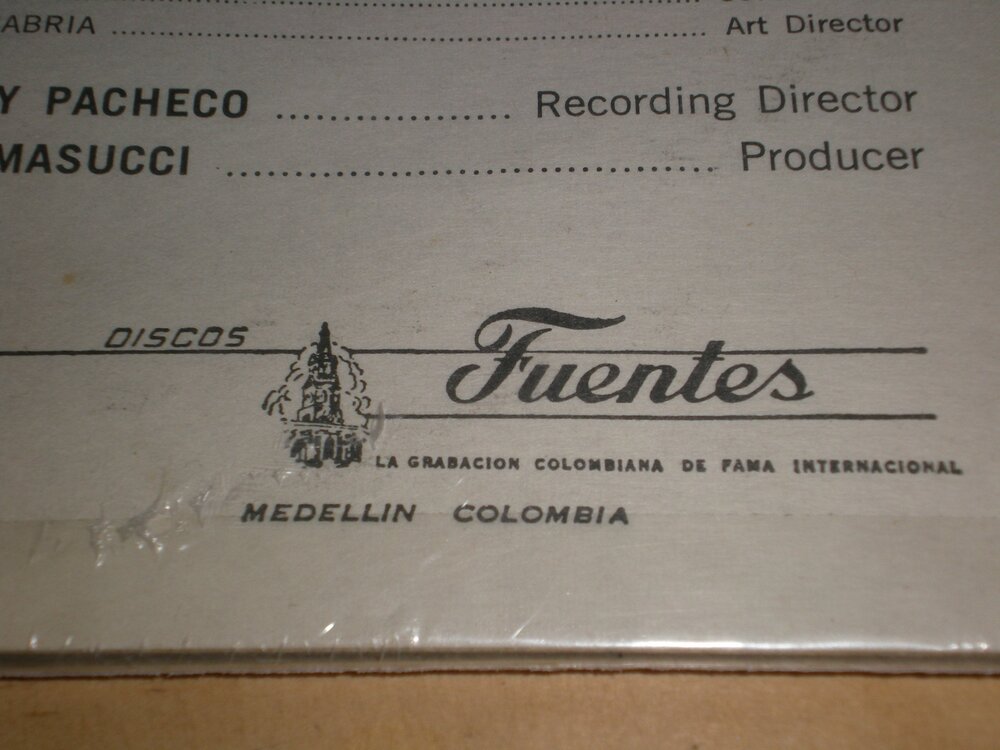 ABRIA ........ Art Director
Y PACHECO ........ Recording Director
MASUCCI ........ Producer
DISCOS
Fuentes
LA GRABACION COLOMBIANA DE FAMA INTERNACIONAL
MEDELLIN COLOMBIA